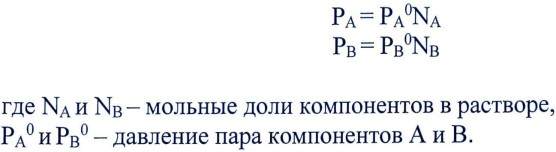 P_A = P_A^0 N_A
P_B = P_B^0 N_B
где N_A и N_B – мольные доли компонентов в растворе,
P_A^0 и P_B^0 – давление пара компонентов А и В.